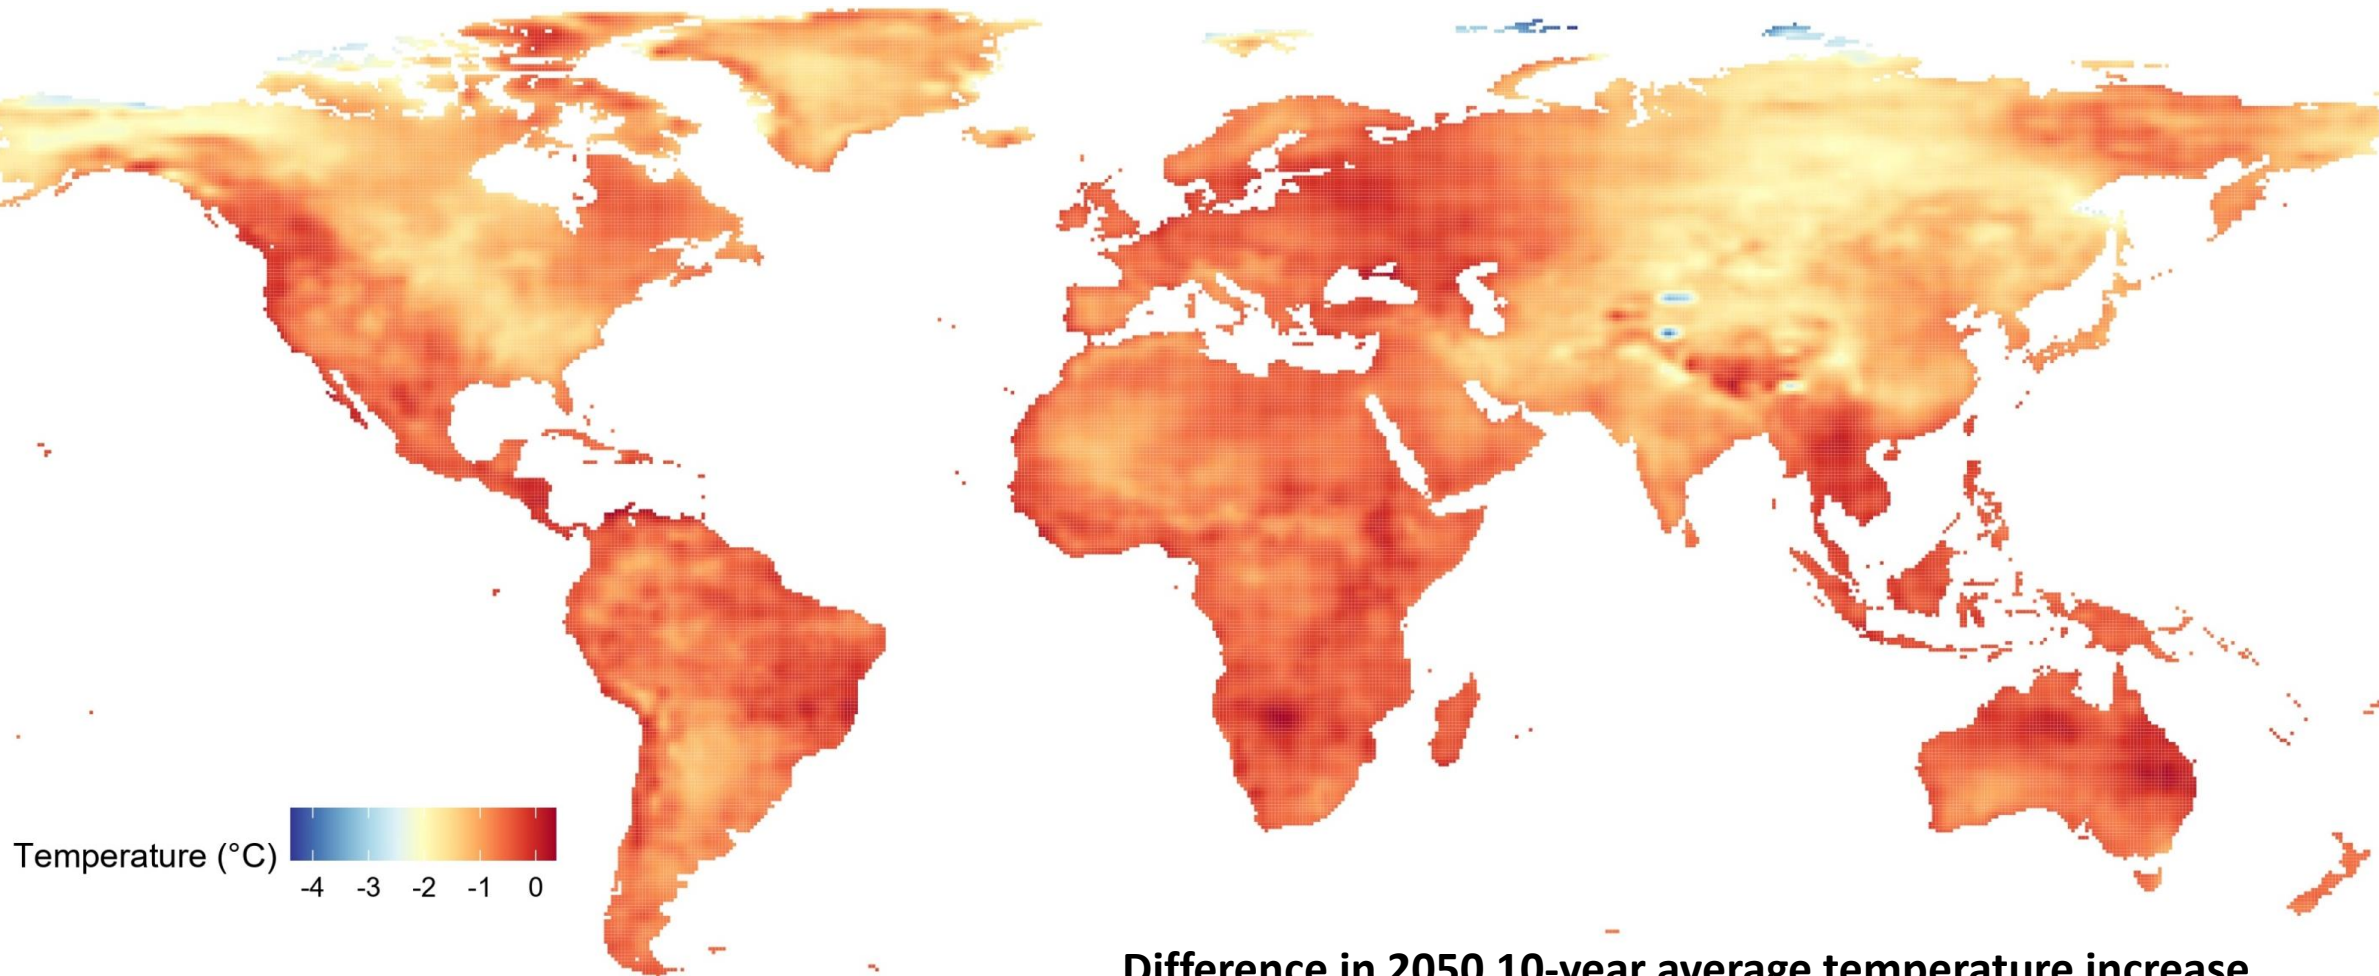 Temperature (°C)
-4 -3 -2 -1 0
Difference in 2050 10-year average temperature increase